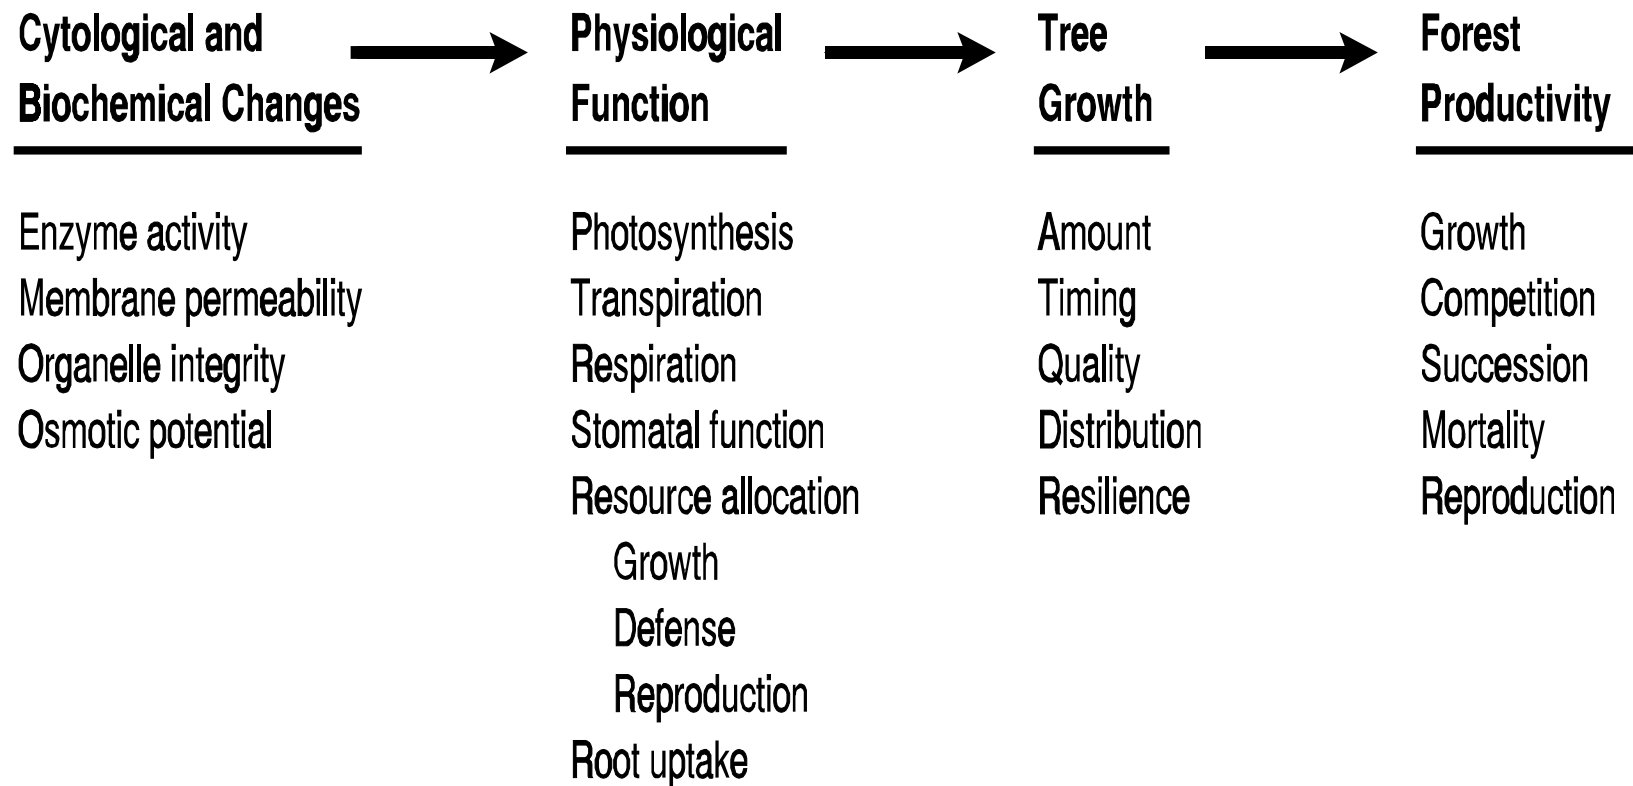 Cytological and
Biochemical Changes
Enzyme activity
Membrane permeability
Organelle integrity
Osmotic potential
Physiological
Function
Photosynthesis
Transpiration
Respiration
Stomatal function
Resource allocation
Growth
Defense
Reproduction
Root uptake
Tree
Growth
Amount
Timing
Quality
Distribution
Resilience
Forest
Productivity
Growth
Competition
Succession
Mortality
Reproduction